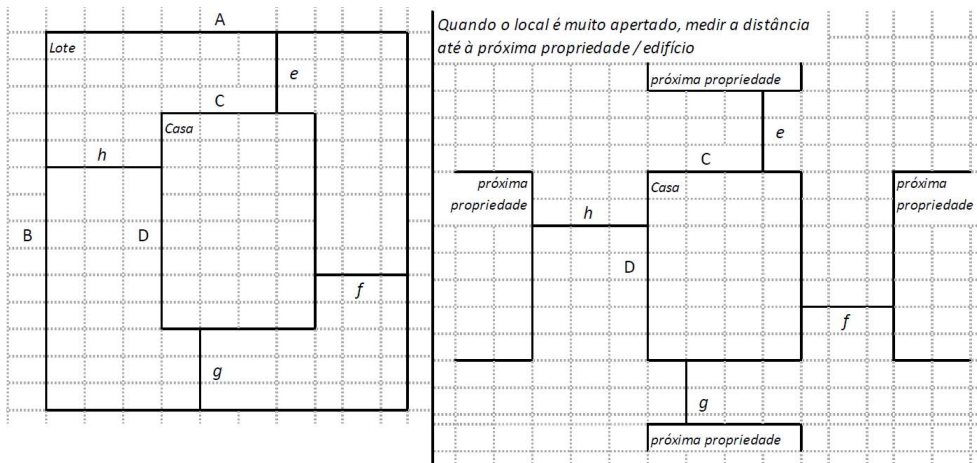 A
Lote
e
C
Casa
h
B
D
f
g
Quando o local é muito apertado, medir a distância
até à próxima propriedade / edifício
próxima propriedade
e
C
próxima
propriedade
Casa
próxima
propriedade
h
D
f
g
próxima propriedade